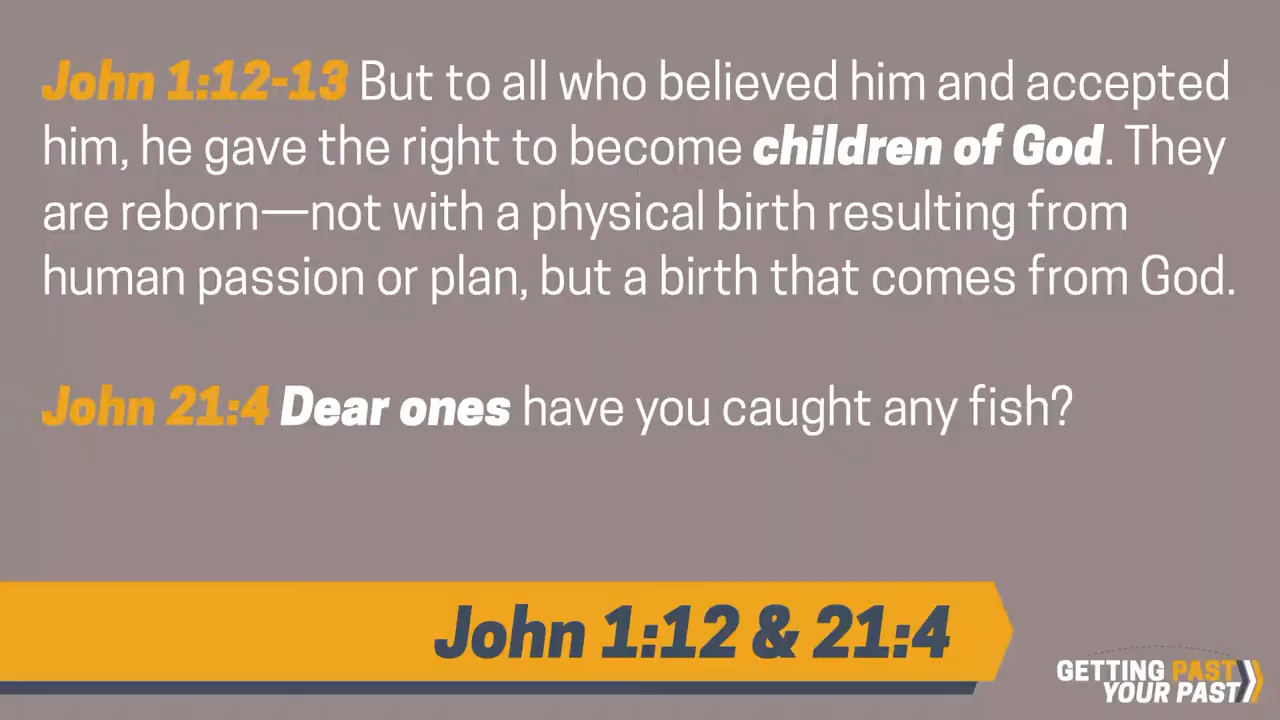 John 1:12-13 But to all who believed him and accepted
him, he gave the right to become children of God. They
are reborn—not with a physical birth resulting from
human passion or plan, but a birth that comes from God.
John 21:4 Dear ones have you caught any fish?
John 1:12 & 21:4
GETTING PAST
YOUR PAST